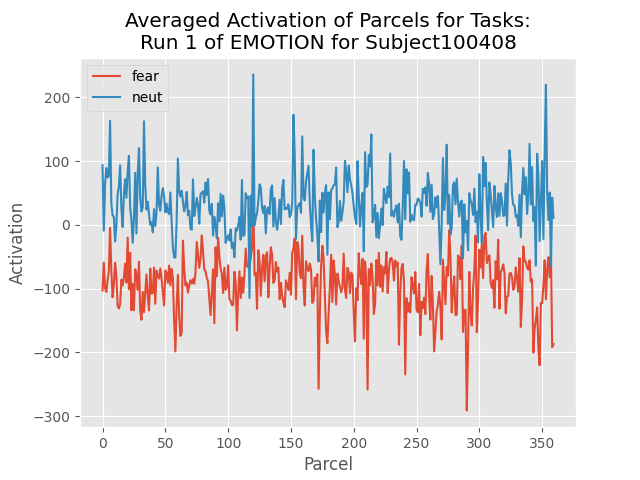 Averaged Activation of Parcels for Tasks:
Run 1 of EMOTION for Subject100408
fear
neut
200
100
0
−100
−200
−300
Activation
0 50 100 150 200 250 300 350
Parcel